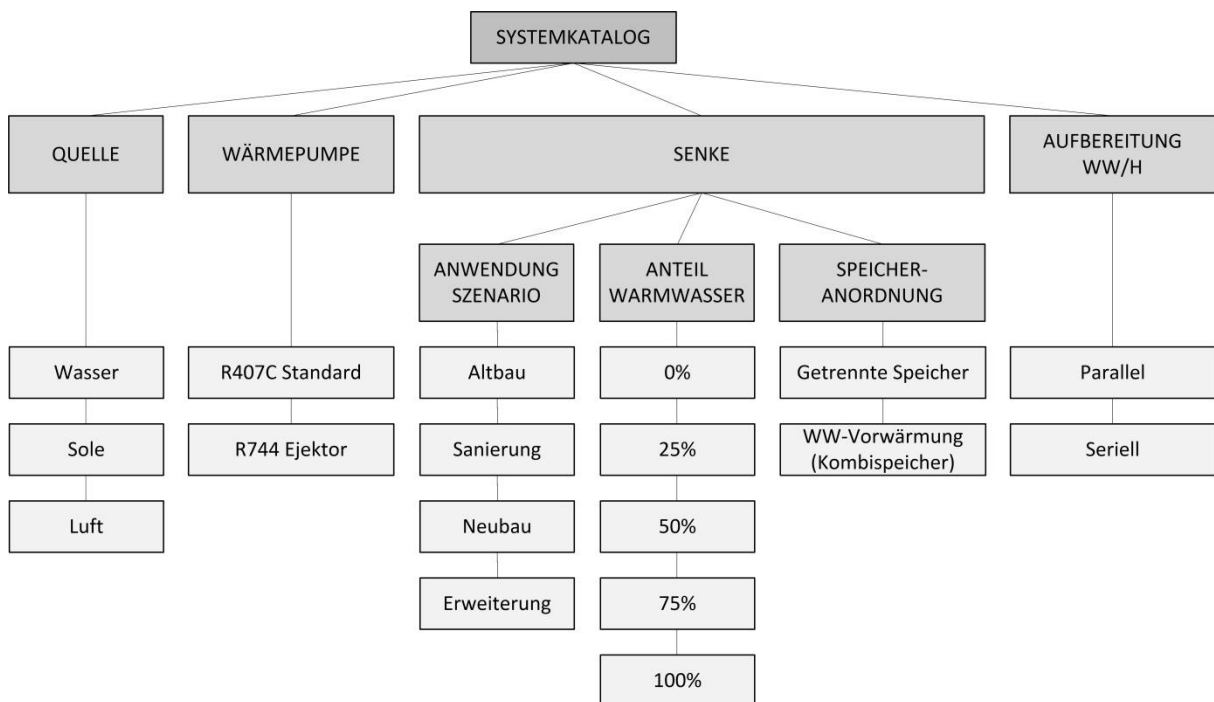 SYSTEMKATALOG
QUELLE
WÄRMEPUMPE
SENKE
AUFBEREITUNG
WW/H
ANWENDUNG
SZENARIO
ANTEIL
WARMWASSER
SPEICHER-
ANORDNUNG
Wasser
R407C Standard
Altbau
0%
Getrennte Speicher
Parallel
Sole
R744 Ejektor
Sanierung
25%
WW-Vorwärmung
(Kombispeicher)
Seriell
Luft
Neubau
50%
Erweiterung
75%
100%